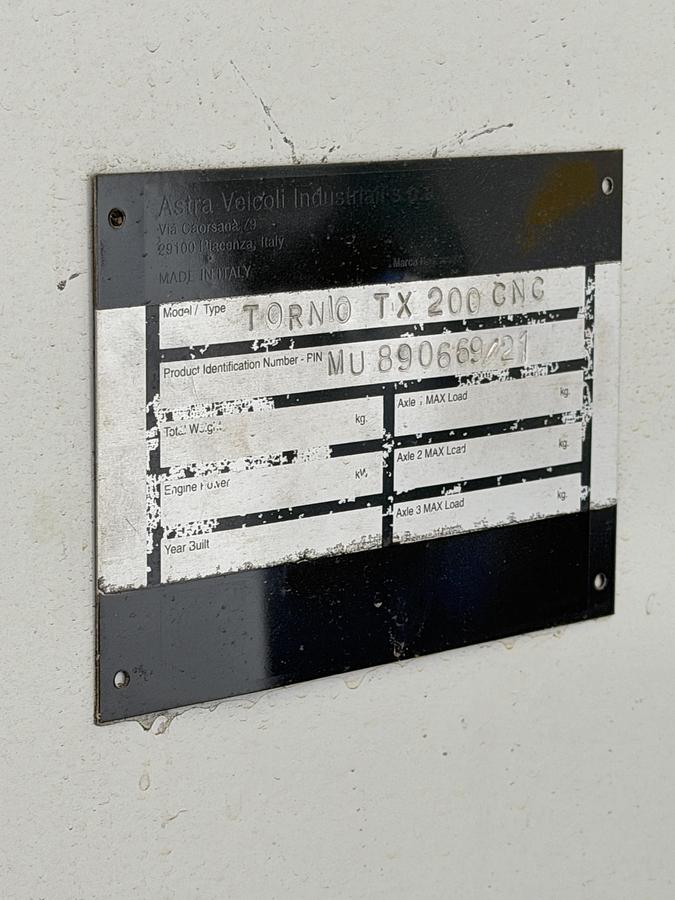 Astra Veicoli Industriali s.p.a.
Via Caorsana 79
29100 Piacenza, Italy
MADE IN ITALY
Marca
Model / Type TORNIO TX 200 CNC
Product Identification Number - PIN MU 890669/21
Total Weight kg.
Axle 1 MAX Load kg.
Engine Power kW.
Axle 2 MAX Load kg.
Year Built
Axle 3 MAX Load kg.